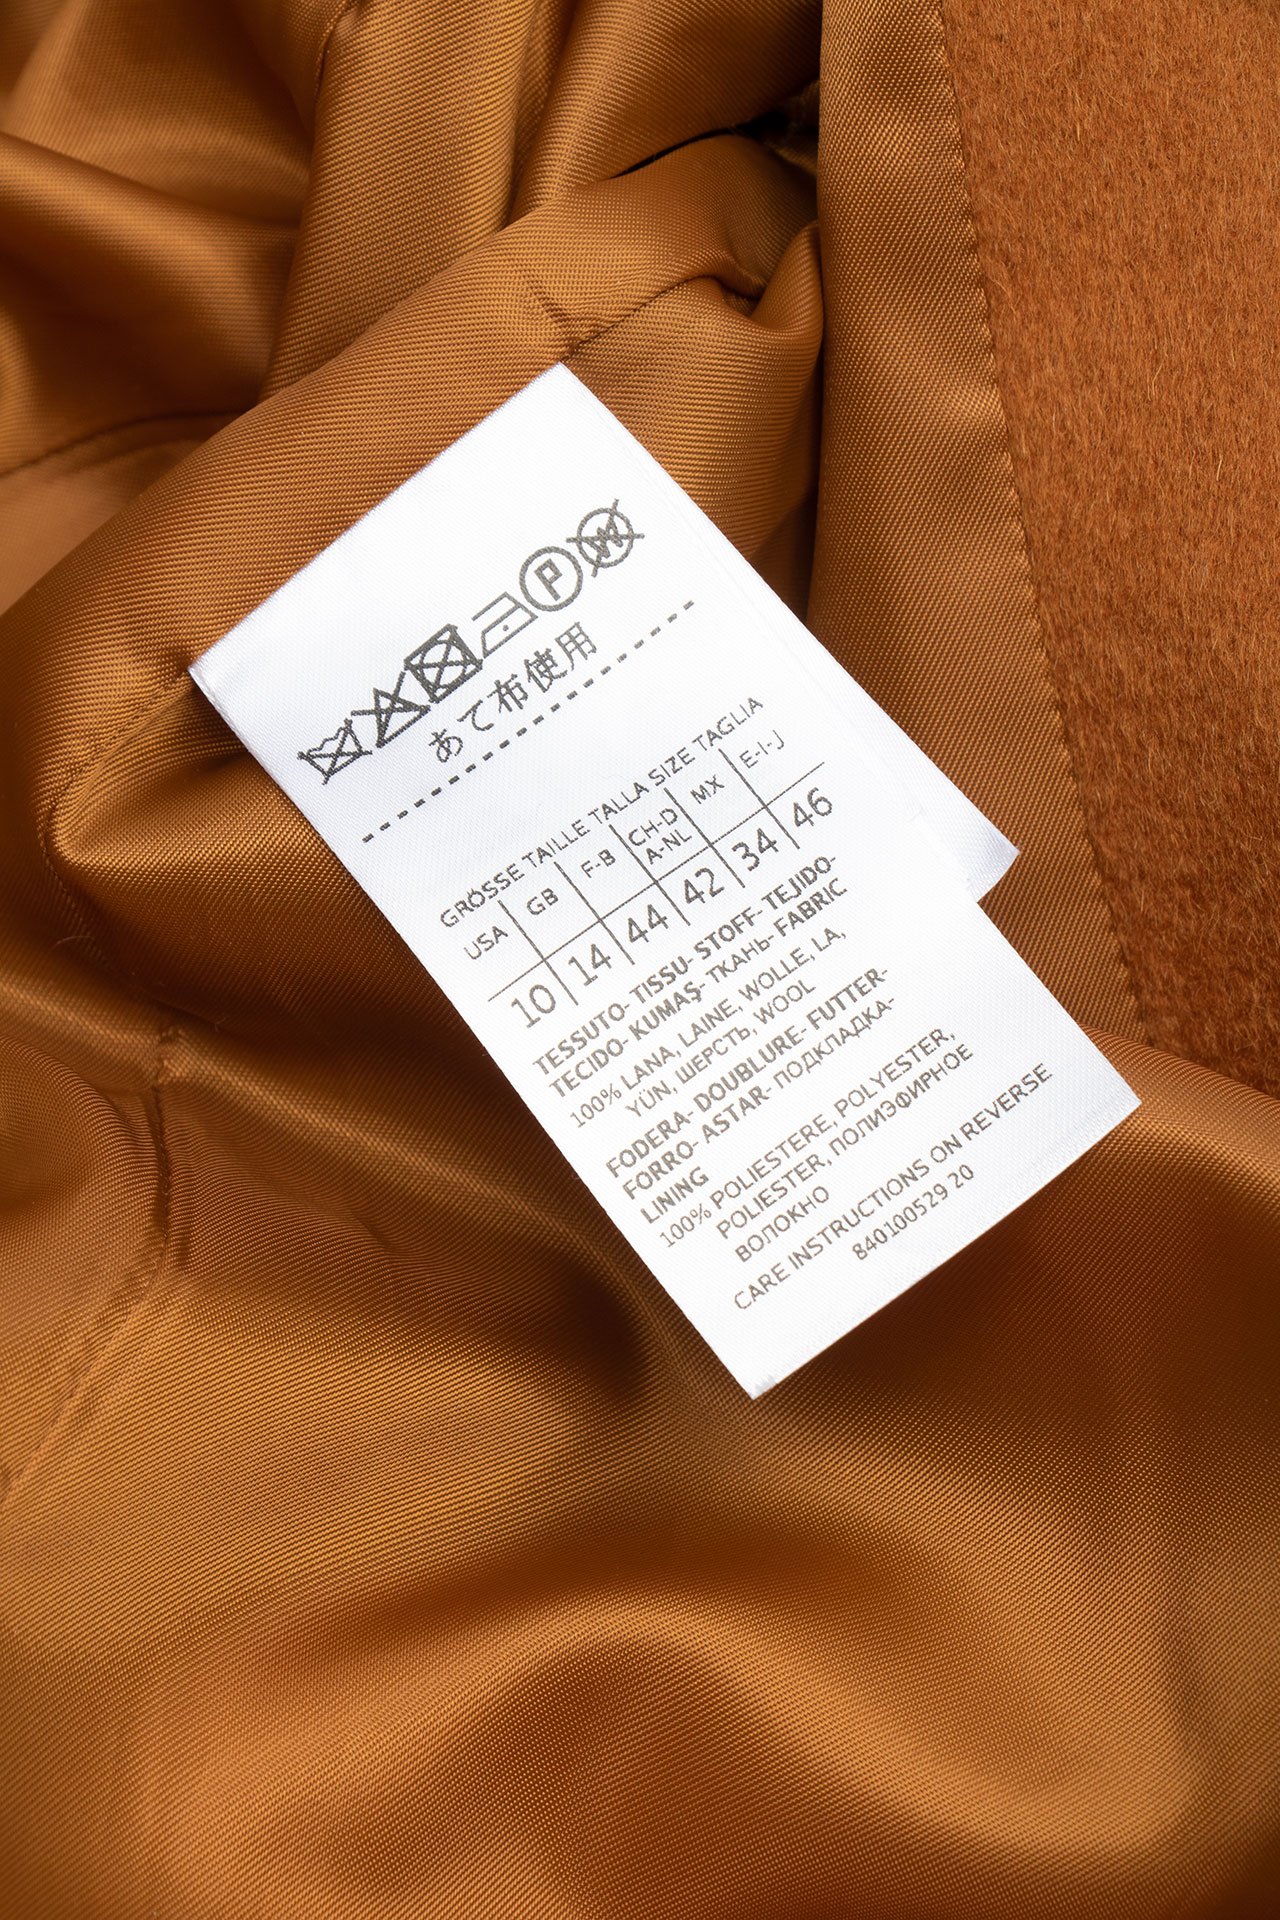 P W
あて布使用
GRÖSSE TAILLE TALLA SIZE TAGLIA
USA GB F-B CH-D A-NL MX E-I-J
10 14 44 42 34 46
TESSUTO- TISSU- STOFF- TEJIDO-
TECIDO- KUMAŞ- ТКАНЬ- FABRIC
100% LANA, LAINE, WOLLE, LA,
YÜN, ШЕРСТЬ, WOOL
FODERA- DOUBLURE- FUTTER-
FORRO- ASTAR- ПОДКЛАДКА-
LINING
100% POLIESTERE, POLYESTER,
POLIESTER, ПОЛИЭФИРНОЕ
ВОЛОКНО
CARE INSTRUCTIONS ON REVERSE
840100529 20